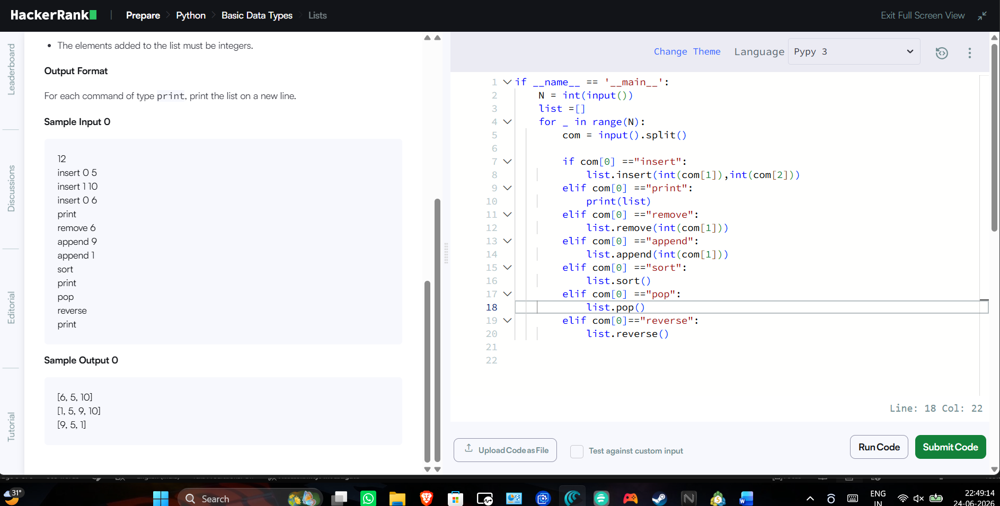 HackerRank
Prepare
Python
Basic Data Types
Lists
Exit Full Screen View
Leaderboard
Discussions
Editorial
Tutorial
• The elements added to the list must be integers.
Output Format
For each command of type print, print the list on a new line.
Sample Input 0
12
insert 0 5
insert 1 10
insert 0 6
print
remove 6
append 9
append 1
sort
print
pop
reverse
print
Sample Output 0
[6, 5, 10]
[1, 5, 9, 10]
[9, 5, 1]
Change Theme
Language
Pypy 3
1 if __name__ == '__main__':
2     N = int(input())
3     list =[]
4     for _ in range(N):
5         com = input().split()
6
7         if com[0] =="insert":
8             list.insert(int(com[1]),int(com[2]))
9         elif com[0] =="print":
10             print(list)
11         elif com[0] =="remove":
12             list.remove(int(com[1]))
13         elif com[0] =="append":
14             list.append(int(com[1]))
15         elif com[0] =="sort":
16             list.sort()
17         elif com[0] =="pop":
18             list.pop()
19         elif com[0]=="reverse":
20             list.reverse()
21
22
Line: 18 Col: 22
Upload Code as File
Test against custom input
Run Code
Submit Code
31°
Search
ENG
IN
22:49:14
24-06-2026